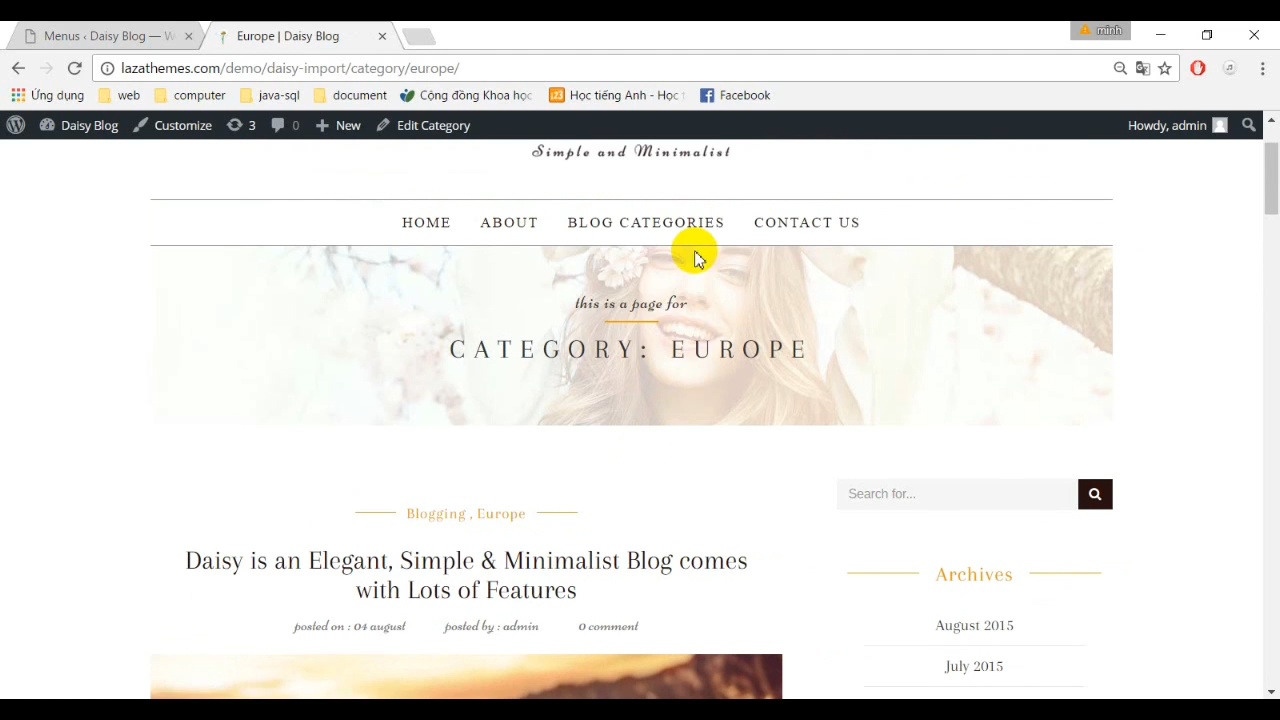 Menus ‹ Daisy Blog — W
Europe | Daisy Blog
minh
lazathemes.com/demo/daisy-import/category/europe/
Ứng dụng
web
computer
java-sql
document
Cộng đồng Khoa học
123
Học tiếng Anh - Học t
Facebook
Daisy Blog
Customize
3
0
New
Edit Category
Howdy, admin
Simple and Minimalist
HOME
ABOUT
BLOG CATEGORIES
CONTACT US
this is a page for
CATEGORY: EUROPE
Search for...
Blogging , Europe
Daisy is an Elegant, Simple & Minimalist Blog comes
with Lots of Features
posted on : 04 august
posted by : admin
0 comment
Archives
August 2015
July 2015